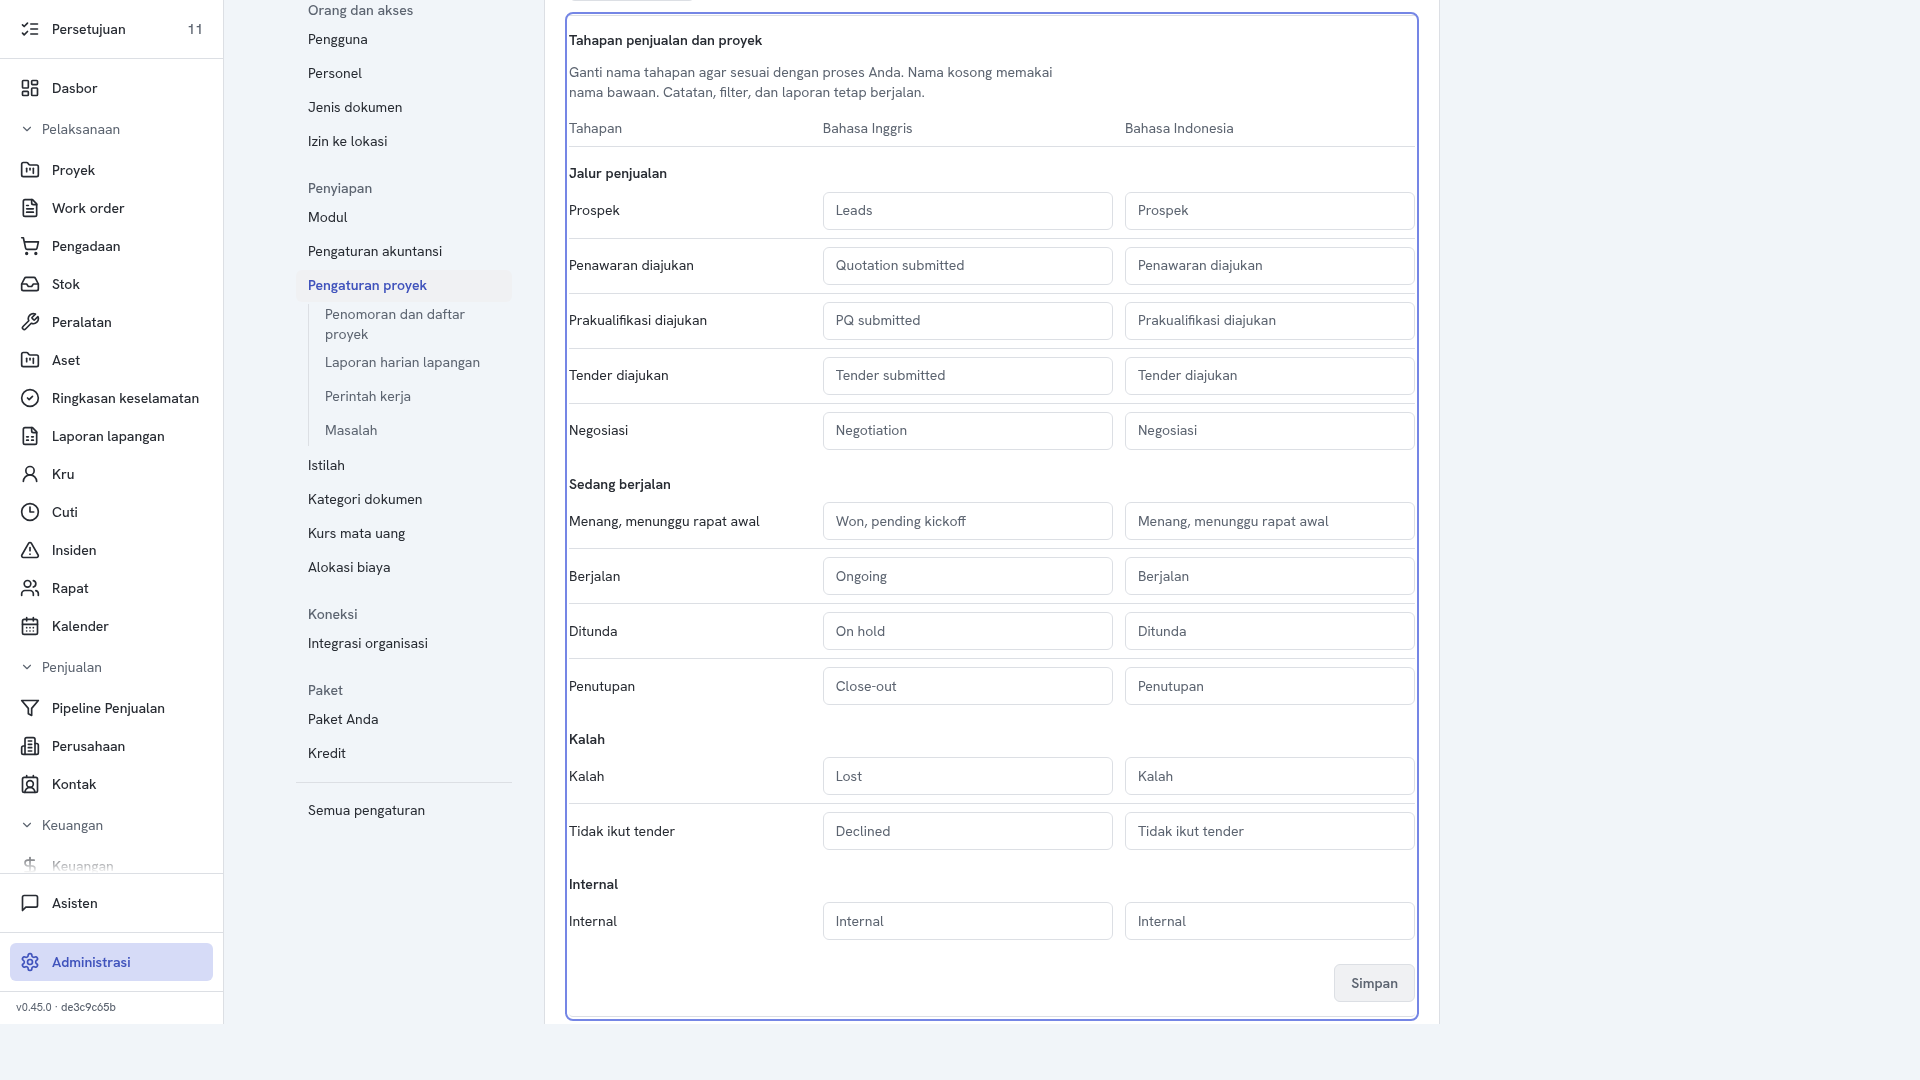 Persetujuan 11
Dasbor
Pelaksanaan
Proyek
Work order
Pengadaan
Stok
Peralatan
Aset
Ringkasan keselamatan
Laporan lapangan
Kru
Cuti
Insiden
Rapat
Kalender
Penjualan
Pipeline Penjualan
Perusahaan
Kontak
Keuangan
Keuangan
Asisten
Administrasi
v0.45.0 · de3c9c65b
Orang dan akses
Pengguna
Personel
Jenis dokumen
Izin ke lokasi
Penyiapan
Modul
Pengaturan akuntansi
Pengaturan proyek
Penomoran dan daftar
proyek
Laporan harian lapangan
Perintah kerja
Masalah
Istilah
Kategori dokumen
Kurs mata uang
Alokasi biaya
Koneksi
Integrasi organisasi
Paket
Paket Anda
Kredit
Semua pengaturan
Tahapan penjualan dan proyek
Ganti nama tahapan agar sesuai dengan proses Anda. Nama kosong memakai
nama bawaan. Catatan, filter, dan laporan tetap berjalan.
Tahapan Bahasa Inggris Bahasa Indonesia
Jalur penjualan
Prospek Leads Prospek
Penawaran diajukan Quotation submitted Penawaran diajukan
Prakualifikasi diajukan PQ submitted Prakualifikasi diajukan
Tender diajukan Tender submitted Tender diajukan
Negosiasi Negotiation Negosiasi
Sedang berjalan
Menang, menunggu rapat awal Won, pending kickoff Menang, menunggu rapat awal
Berjalan Ongoing Berjalan
Ditunda On hold Ditunda
Penutupan Close-out Penutupan
Kalah
Kalah Lost Kalah
Tidak ikut tender Declined Tidak ikut tender
Internal
Internal Internal Internal
Simpan